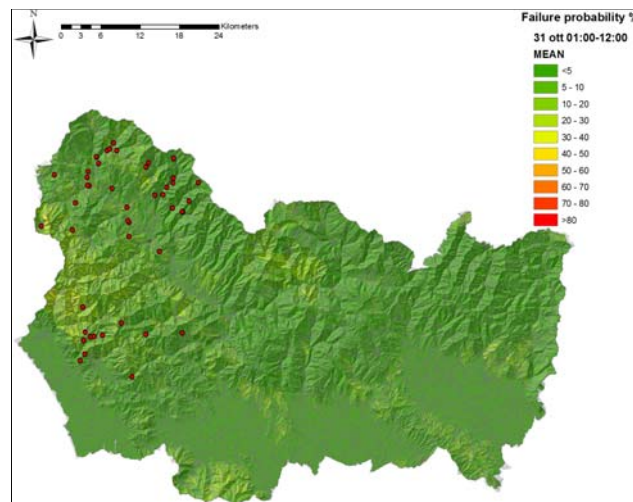 N
Kilometers
0 3 6 12 18 24
Failure probability %
31 ott 01:00-12:00
MEAN
<5
5 - 10
10 - 20
20 - 30
30 - 40
40 - 50
50 - 60
60 - 70
70 - 80
>80